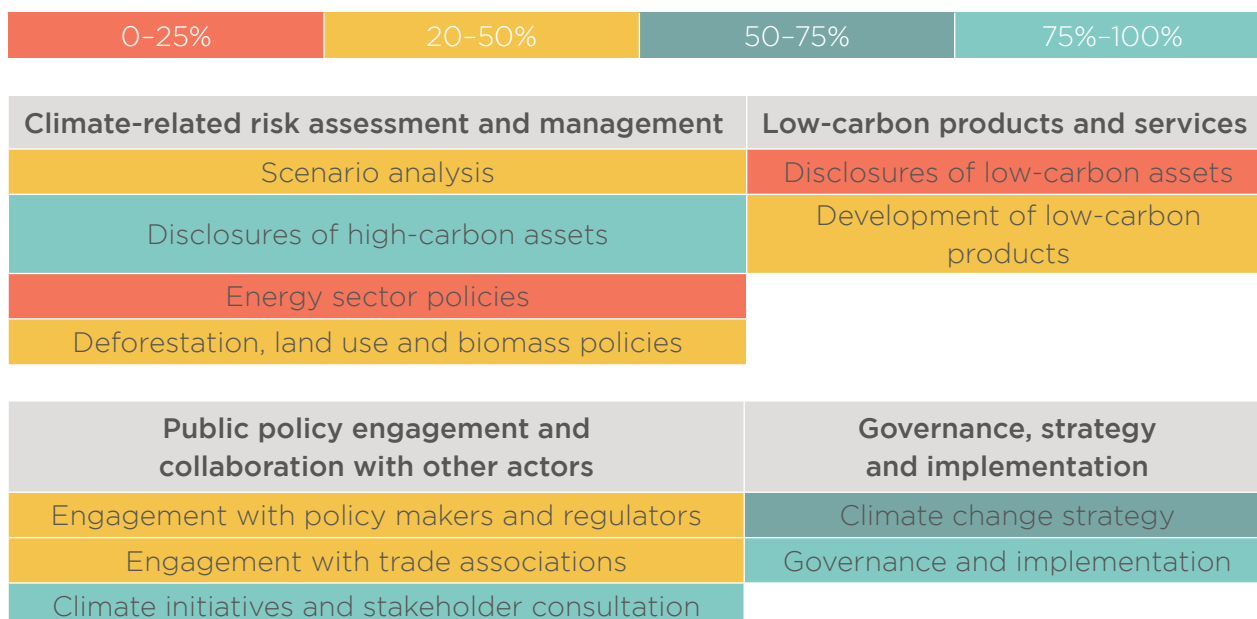 0–25%
20–50%
50–75%
75%–100%
Climate-related risk assessment and management
Low-carbon products and services
Scenario analysis
Disclosures of low-carbon assets
Disclosures of high-carbon assets
Development of low-carbon
products
Energy sector policies
Deforestation, land use and biomass policies
Public policy engagement and
collaboration with other actors
Governance, strategy
and implementation
Engagement with policy makers and regulators
Climate change strategy
Engagement with trade associations
Governance and implementation
Climate initiatives and stakeholder consultation